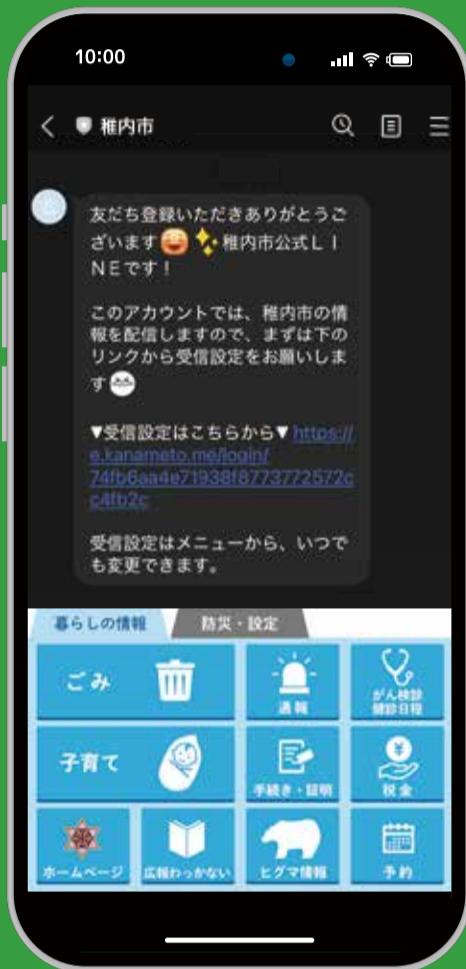 10:00
稚内市
友だち登録いただきありがとうご
ざいます😆✨稚内市公式LI
NEです！
このアカウントでは、稚内市の情
報を配信しますので、まずは下の
リンクから受信設定をお願いしま
す
▼受信設定はこちらから▼ https://
e.kanameto.me/login/
74fb6aa4e71938f8773772572c
c4fb2c
受信設定はメニューから、いつで
も変更できます。
暮らしの情報 防災・設定
ごみ
通報
がん検診
健診日程
子育て
手続き・証明
税金
ホームページ
広報わっかない
ヒグマ情報
予約